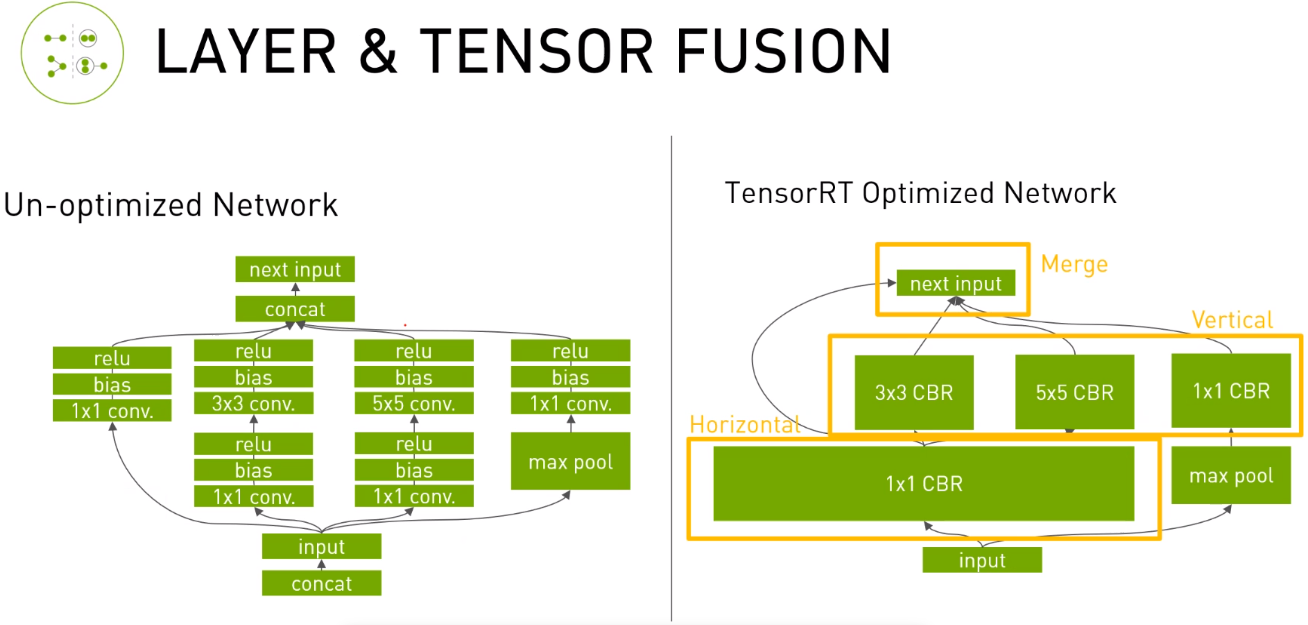 LAYER & TENSOR FUSION
Un-optimized Network
next input
concat
relu
bias
1x1 conv.
relu
bias
3x3 conv.
relu
bias
1x1 conv.
relu
bias
5x5 conv.
relu
bias
1x1 conv.
relu
bias
1x1 conv.
max pool
input
concat
TensorRT Optimized Network
Merge
next input
Vertical
3x3 CBR
5x5 CBR
1x1 CBR
Horizontal
1x1 CBR
max pool
input